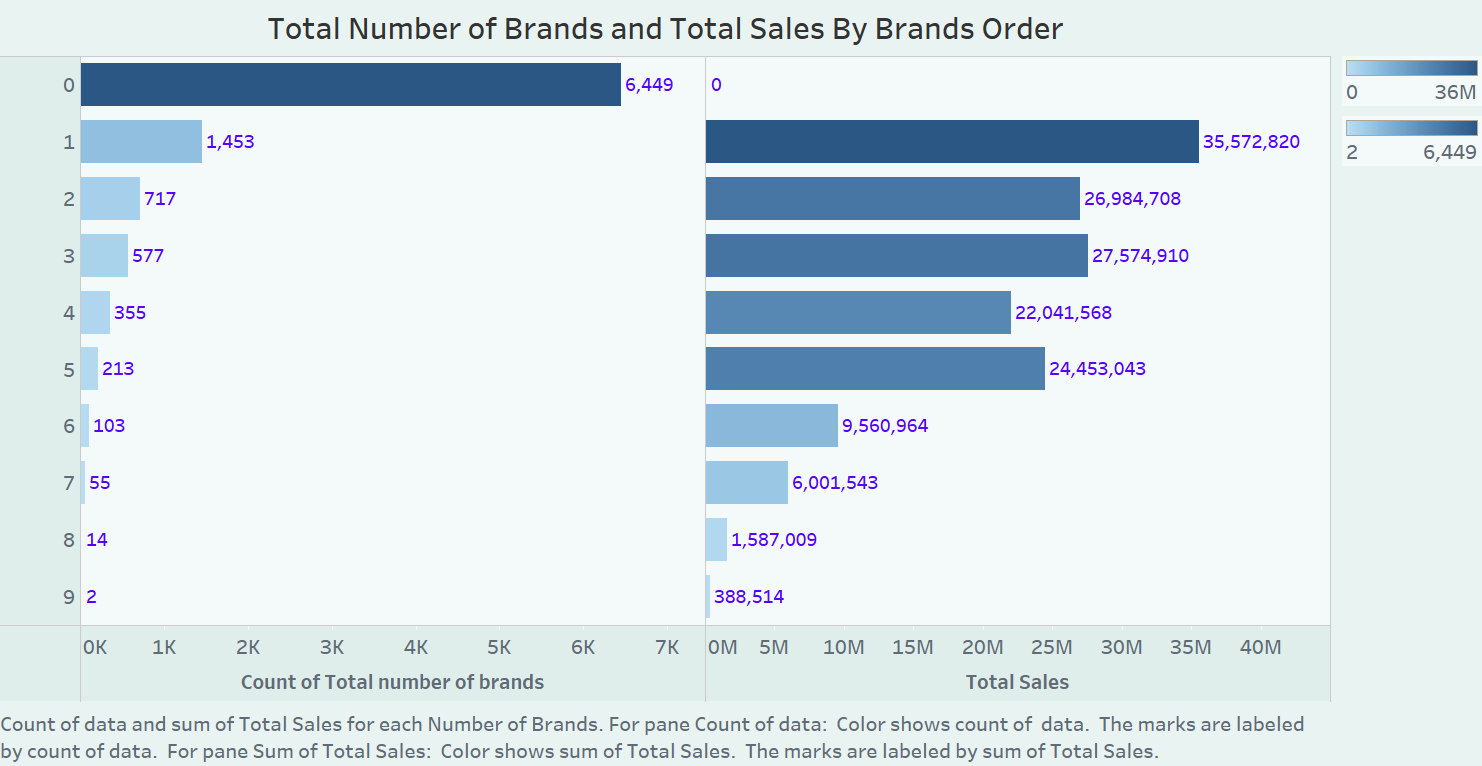 Total Number of Brands and Total Sales By Brands Order
0 6,449 0
1 1,453 35,572,820
2 717 26,984,708
3 577 27,574,910
4 355 22,041,568
5 213 24,453,043
6 103 9,560,964
7 55 6,001,543
8 14 1,587,009
9 2 388,514
0K 1K 2K 3K 4K 5K 6K 7K 0M 5M 10M 15M 20M 25M 30M 35M 40M
Count of Total number of brands Total Sales
0 36M
2 6,449
Count of data and sum of Total Sales for each Number of Brands. For pane Count of data:  Color shows count of  data.  The marks are labeled
by count of data.  For pane Sum of Total Sales:  Color shows sum of Total Sales.  The marks are labeled by sum of Total Sales.